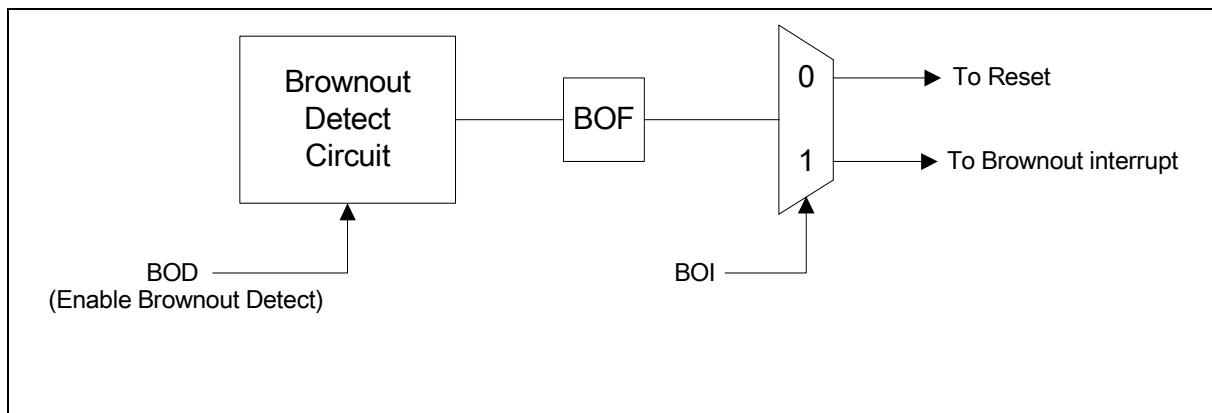 Brownout
Detect
Circuit
BOF
0
1
To Reset
To Brownout interrupt
BOD
(Enable Brownout Detect)
BOI